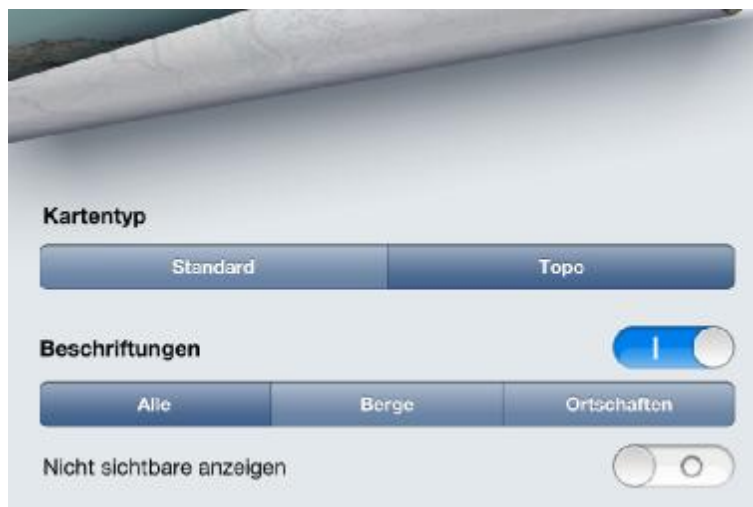 Kartentyp
Standard Topo
Beschriftungen
Alle Berge Ortschaften
Nicht sichtbare anzeigen